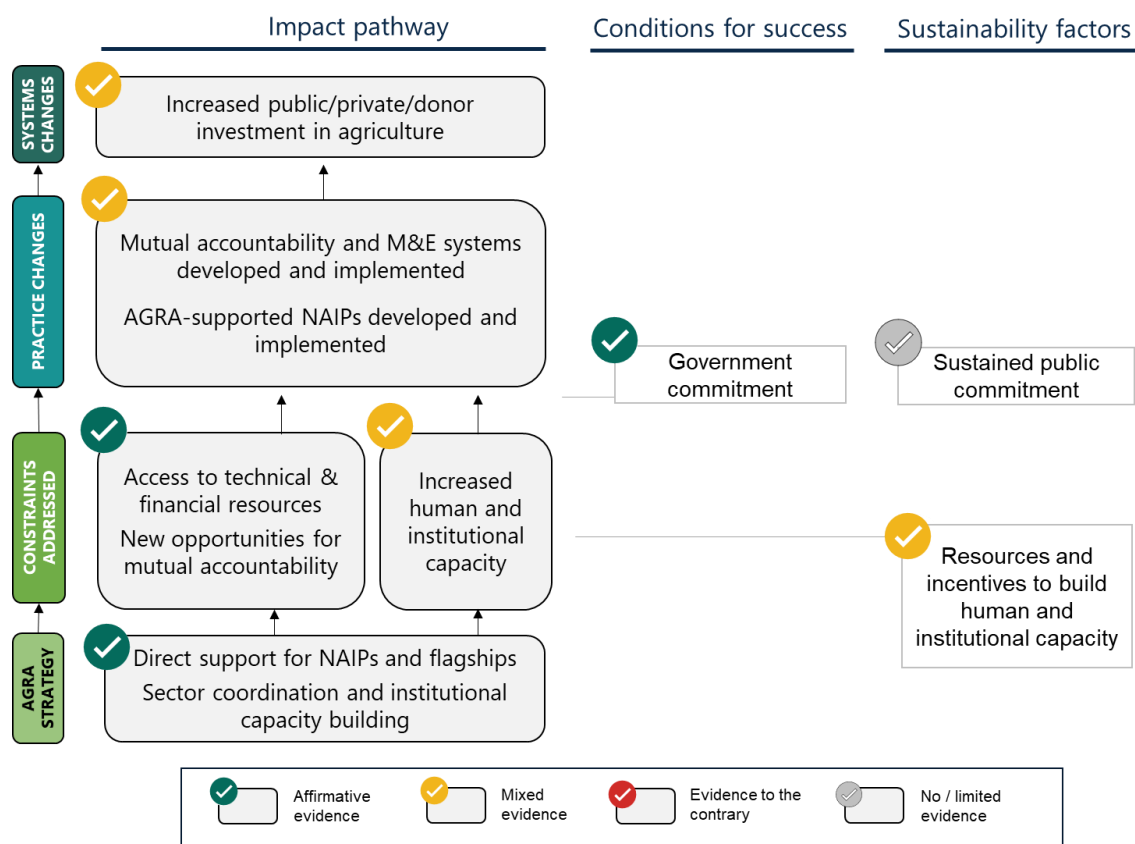 Impact pathway
Conditions for success
Sustainability factors
SYSTEMS
CHANGES
Increased public/private/donor
investment in agriculture
PRACTICE CHANGES
Mutual accountability and M&E systems
developed and implemented
AGRA-supported NAIPs developed and
implemented
Government
commitment
Sustained public
commitment
CONSTRAINTS
ADDRESSED
Access to technical &
financial resources
New opportunities for
mutual accountability
Increased
human and
institutional
capacity
Resources and
incentives to build
human and
institutional capacity
AGRA
STRATEGY
Direct support for NAIPs and flagships
Sector coordination and institutional
capacity building
Affirmative
evidence
Mixed
evidence
Evidence to the
contrary
No / limited
evidence